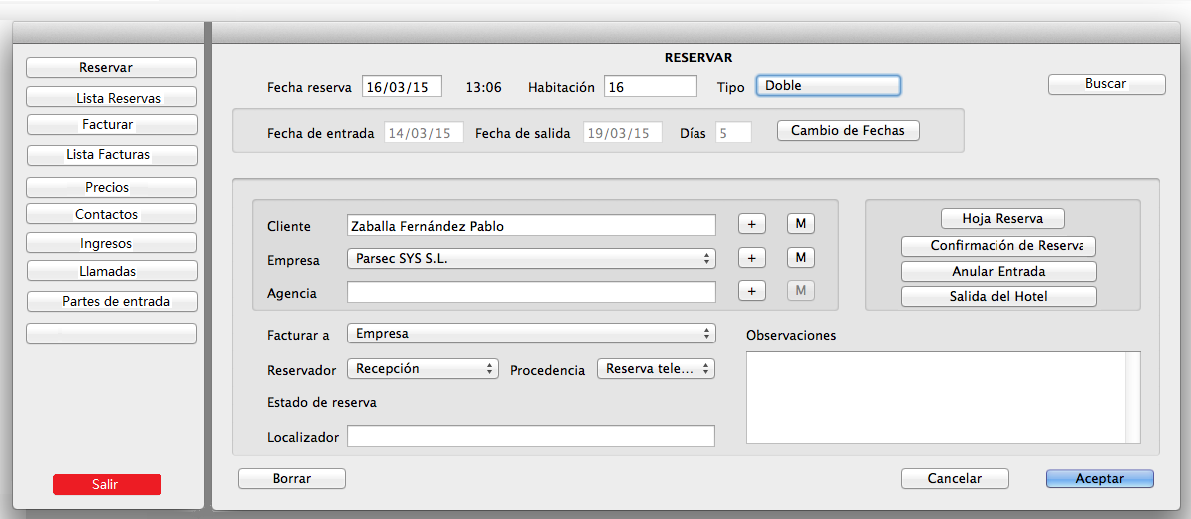 Reservar
Lista Reservas
Facturar
Lista Facturas
Precios
Contactos
Ingresos
Llamadas
Partes de entrada
Salir
RESERVAR
Fecha reserva 16/03/15 13:06 Habitación 16 Tipo Doble Buscar
Fecha de entrada 14/03/15 Fecha de salida 19/03/15 Días 5 Cambio de Fechas
Cliente Zaballa Fernández Pablo + M
Empresa Parsec SYS S.L. + M
Agencia + M
Hoja Reserva
Confirmación de Reserva
Anular Entrada
Salida del Hotel
Facturar a Empresa
Reservador Recepción Procedencia Reserva tele...
Estado de reserva
Localizador
Observaciones
Borrar Cancelar Aceptar